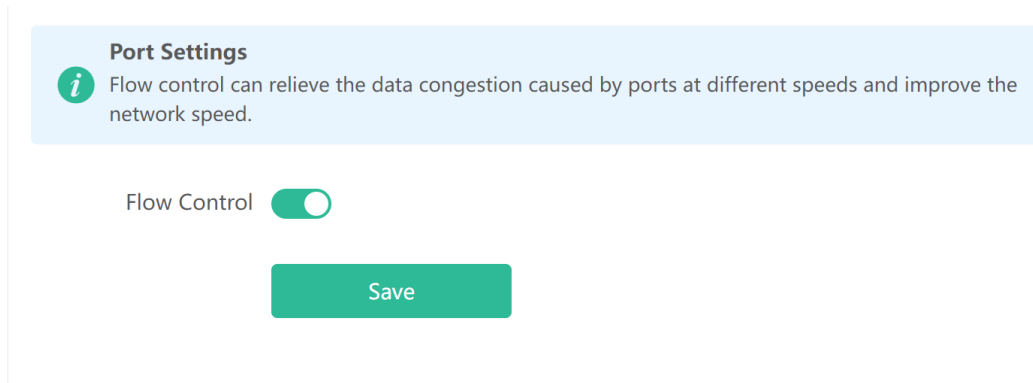 Port Settings
Flow control can relieve the data congestion caused by ports at different speeds and improve the
network speed.
Flow Control
Save